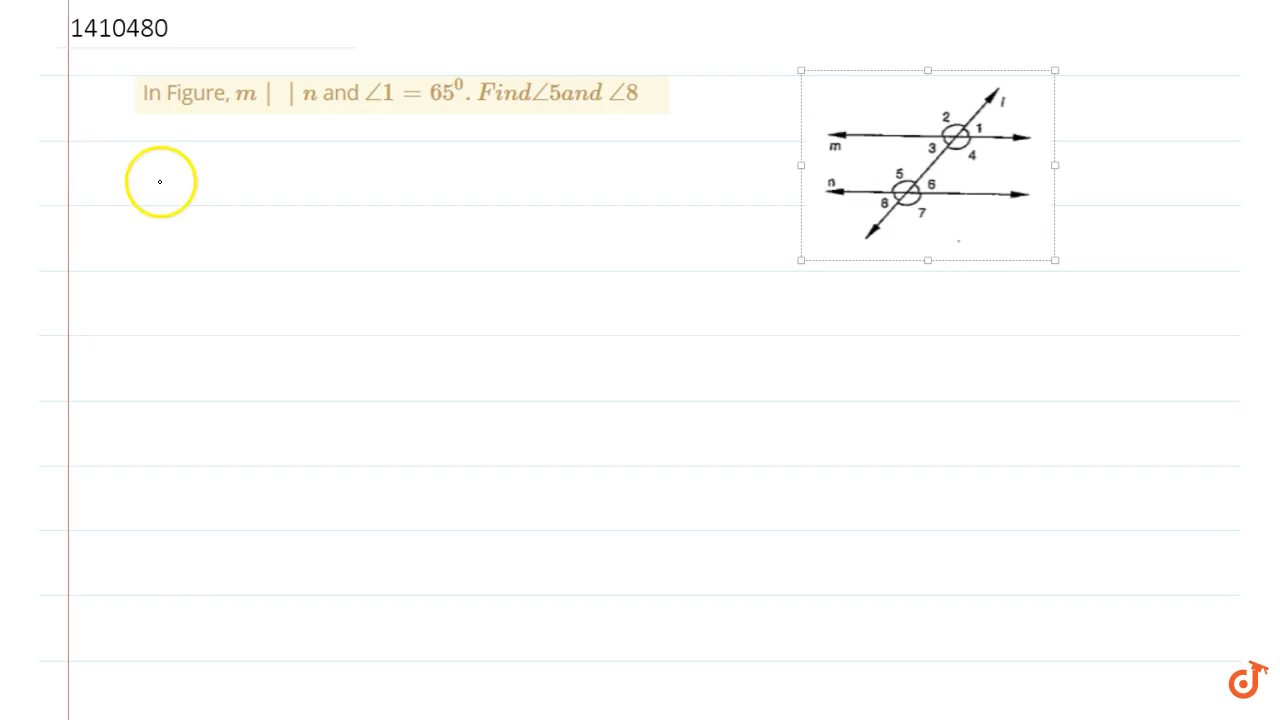 1410480
In Figure, m | | n and ∠1 = 65⁰. Find∠5and ∠8
l
2 1
m 3 4
n 5 6
8 7